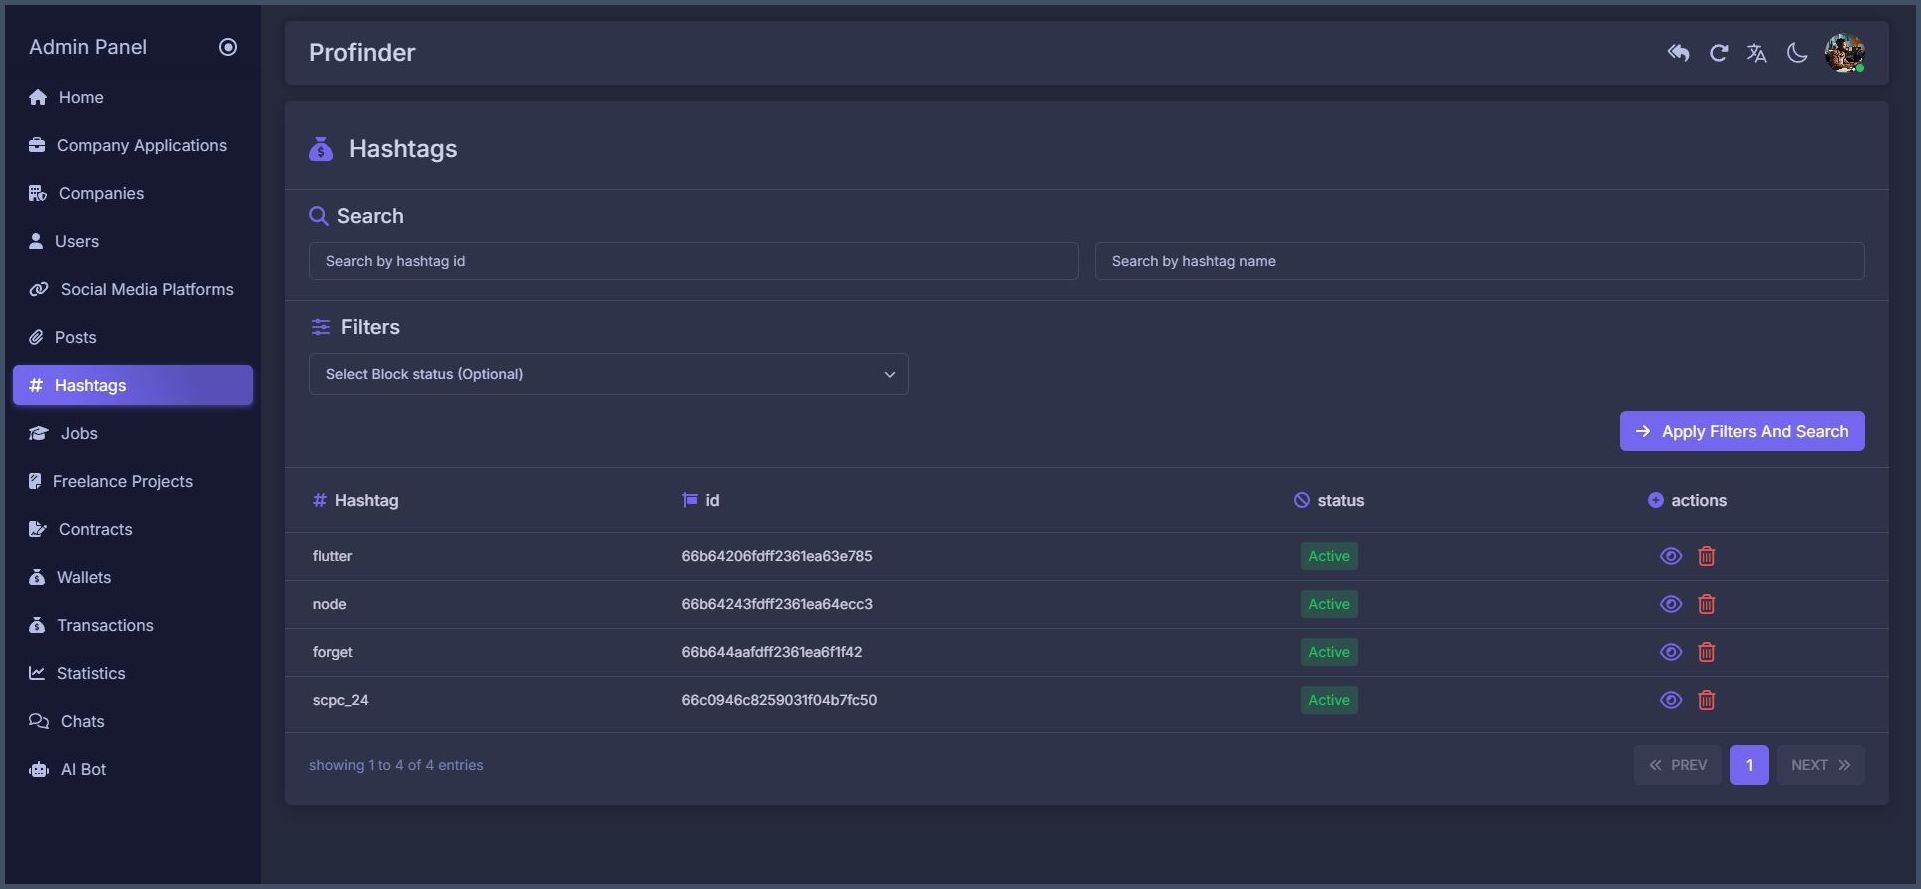 Admin Panel
Home
Company Applications
Companies
Users
Social Media Platforms
Posts
Hashtags
Jobs
Freelance Projects
Contracts
Wallets
Transactions
Statistics
Chats
AI Bot
Profinder
Hashtags
Search
Search by hashtag id Search by hashtag name
Filters
Select Block status (Optional)
Apply Filters And Search
Hashtag id status actions
flutter 66b64206fdff2361ea63e785 Active
node 66b64243fdff2361ea64ecc3 Active
forget 66b644aafdff2361ea6f1f42 Active
scpc_24 66c0946c8259031f04b7fc50 Active
showing 1 to 4 of 4 entries PREV 1 NEXT